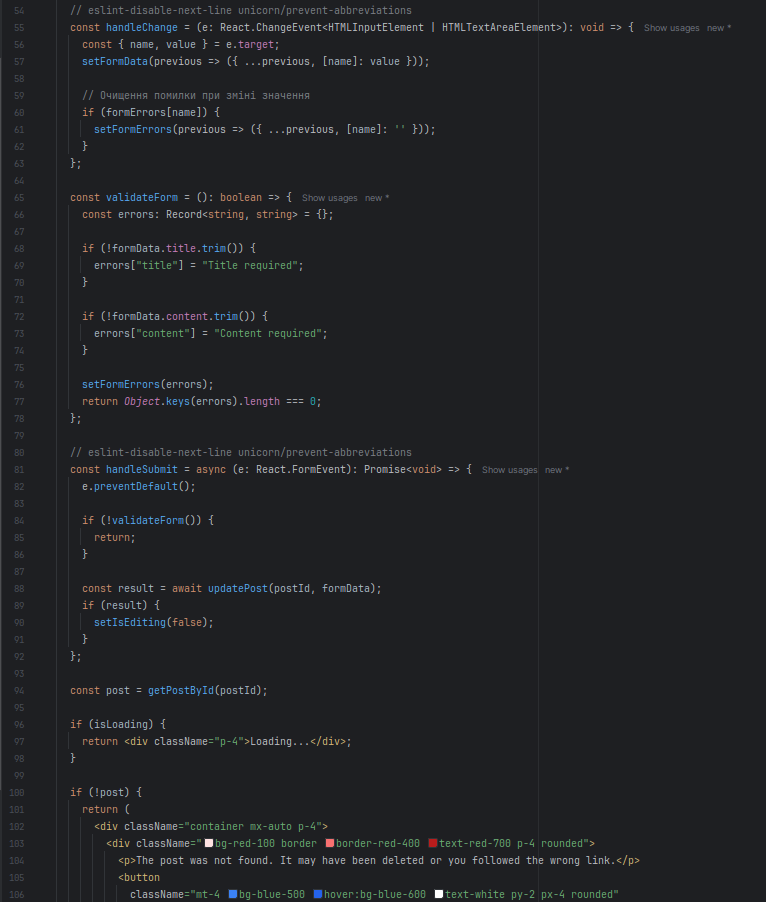 54 // eslint-disable-next-line unicorn/prevent-abbreviations
55 const handleChange = (e: React.ChangeEvent<HTMLInputElement | HTMLTextAreaElement>): void => { Show usages new *
56 const { name, value } = e.target;
57 setFormData(previous => ({ ...previous, [name]: value }));
58
59 // Очищення помилки при зміні значення
60 if (formErrors[name]) {
61 setFormErrors(previous => ({ ...previous, [name]: '' }));
62 }
63 };
64
65 const validateForm = (): boolean => { Show usages new *
66 const errors: Record<string, string> = {};
67
68 if (!formData.title.trim()) {
69 errors["title"] = "Title required";
70 }
71
72 if (!formData.content.trim()) {
73 errors["content"] = "Content required";
74 }
75
76 setFormErrors(errors);
77 return Object.keys(errors).length === 0;
78 };
79
80 // eslint-disable-next-line unicorn/prevent-abbreviations
81 const handleSubmit = async (e: React.FormEvent): Promise<void> => { Show usages new *
82 e.preventDefault();
83
84 if (!validateForm()) {
85 return;
86 }
87
88 const result = await updatePost(postId, formData);
89 if (result) {
90 setIsEditing(false);
91 }
92 };
93
94 const post = getPostById(postId);
95
96 if (isLoading) {
97 return <div className="p-4">Loading...</div>;
98 }
99
100 if (!post) {
101 return (
102 <div className="container mx-auto p-4">
103 <div className="bg-red-100 border border-red-400 text-red-700 p-4 rounded">
104 <p>The post was not found. It may have been deleted or you followed the wrong link.</p>
105 <button
106 className="mt-4 bg-blue-500 hover:bg-blue-600 text-white py-2 px-4 rounded"